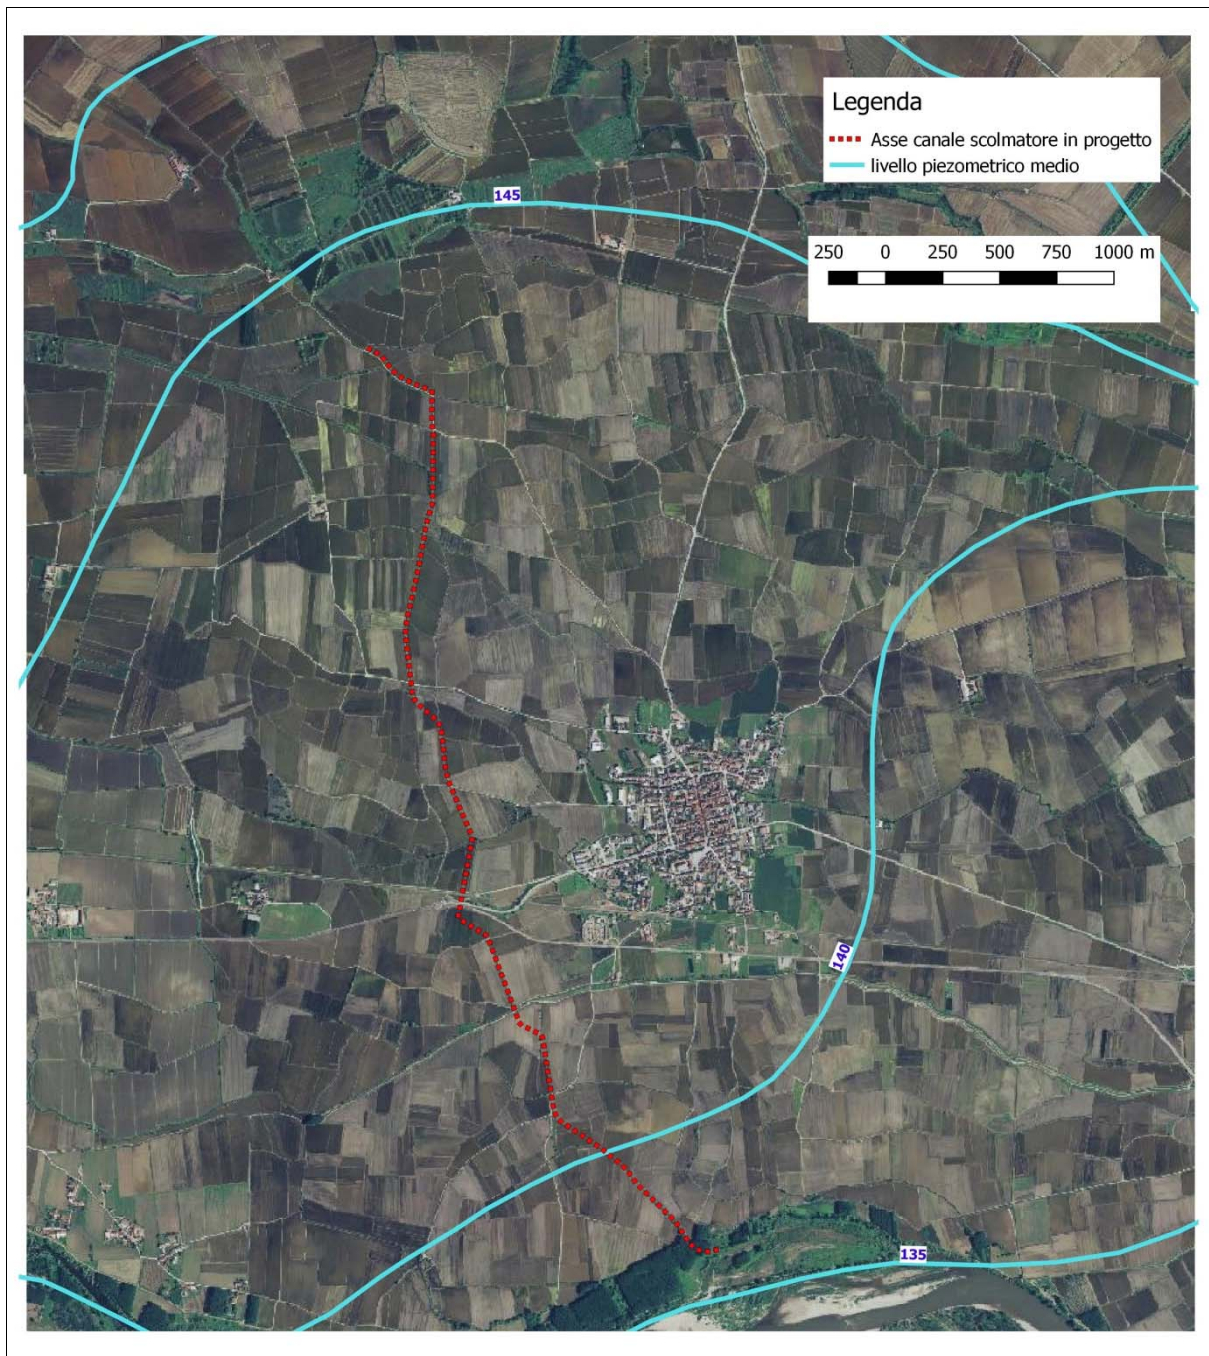 Legenda
Asse canale scolmatore in progetto
livello piezometrico medio
145
250 0 250 500 750 1000 m
140
135